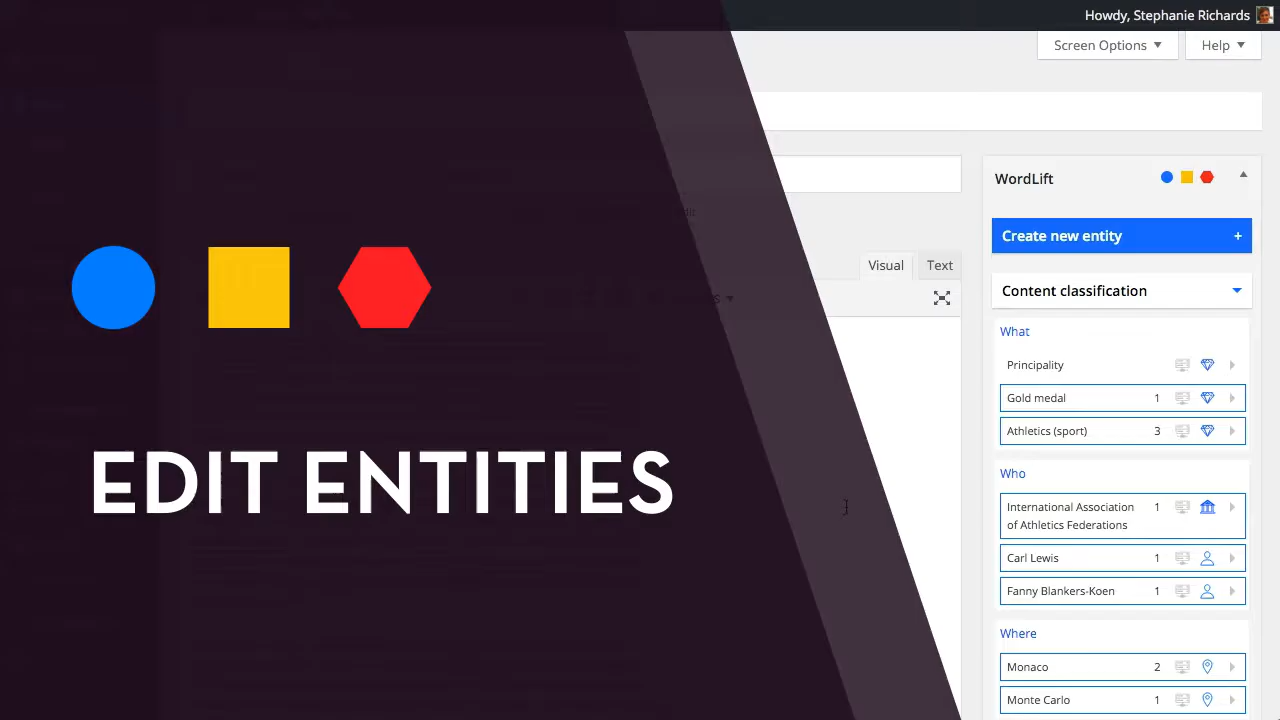 Howdy, Stephanie Richards
Screen Options
Help
WordLift
Create new entity +
Visual
Text
Content classification
What
Principality
Gold medal 1
Athletics (sport) 3
EDIT ENTITIES
Who
International Association 1
of Athletics Federations
Carl Lewis 1
Fanny Blankers-Koen 1
Where
Monaco 2
Monte Carlo 1